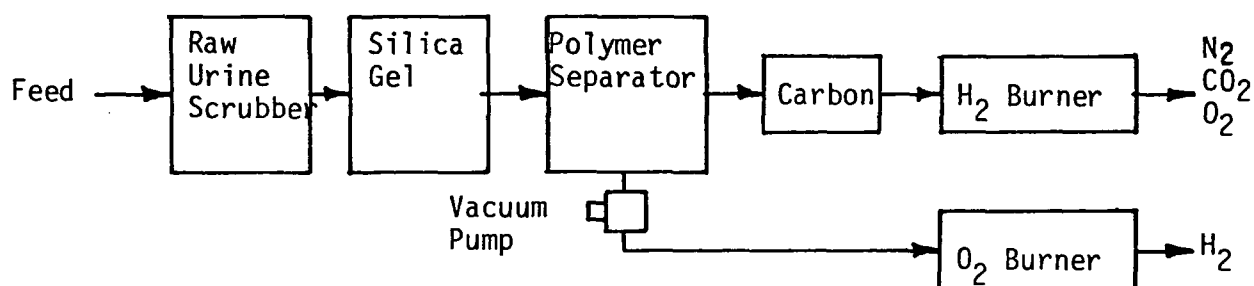 Feed
Raw
Urine
Scrubber
Silica
Gel
Polymer
Separator
Carbon
H2 Burner
N2
CO2
O2
Vacuum
Pump
O2 Burner
H2